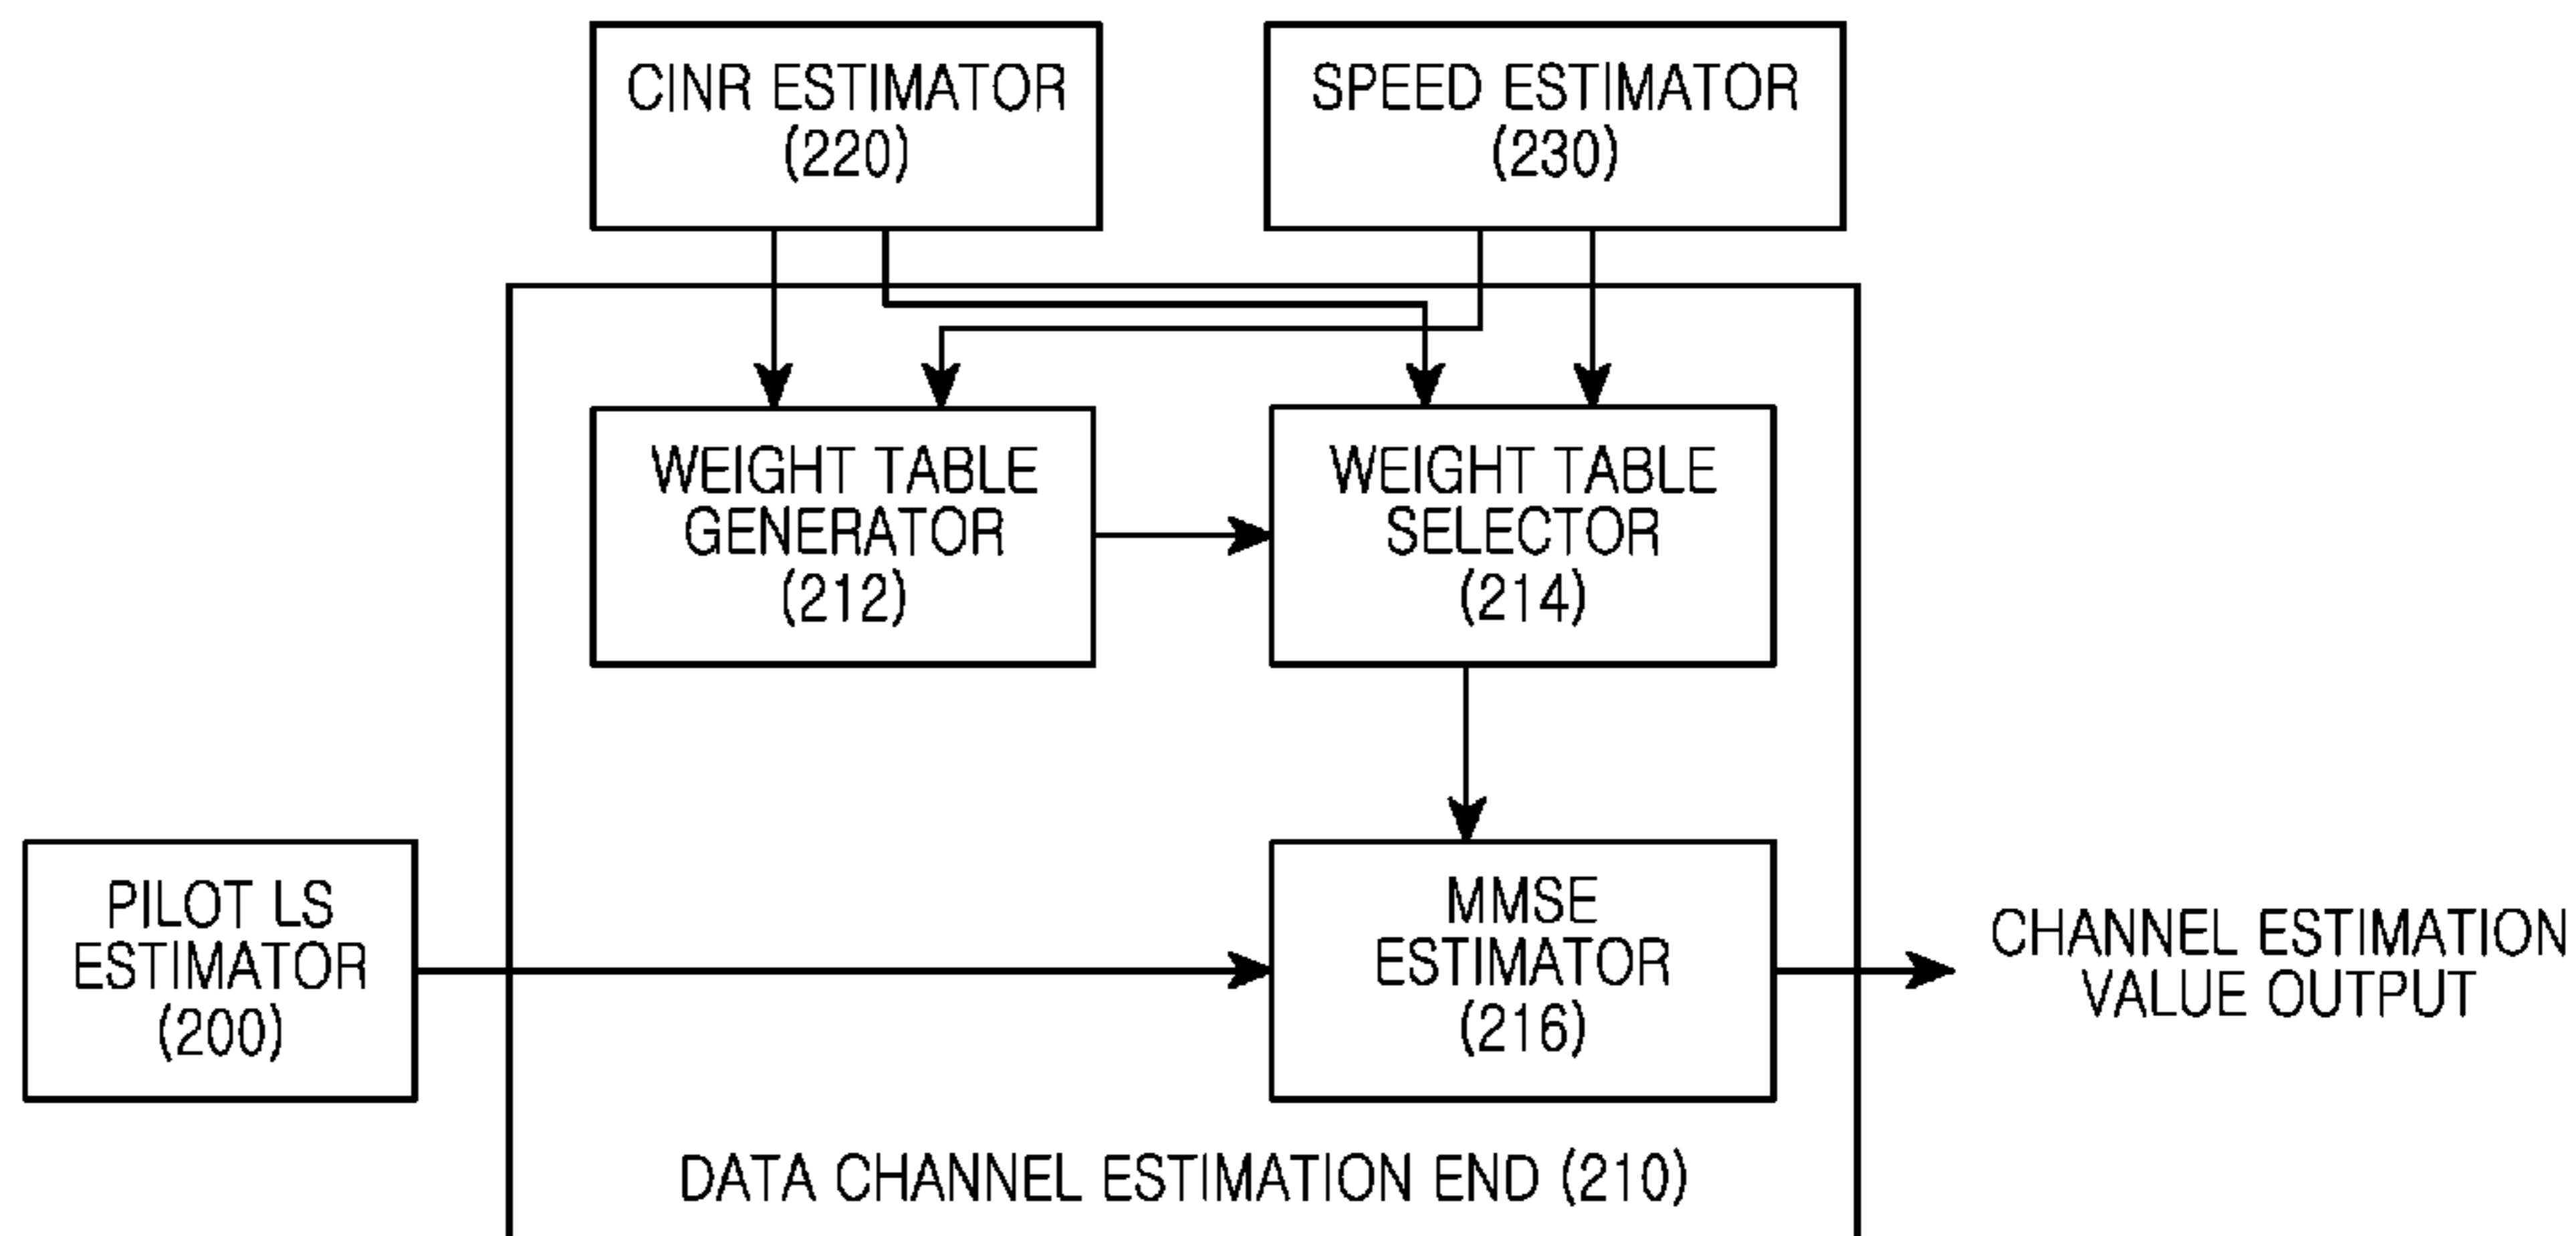 CINR ESTIMATOR
(220)
SPEED ESTIMATOR
(230)
WEIGHT TABLE
GENERATOR
(212)
WEIGHT TABLE
SELECTOR
(214)
PILOT LS
ESTIMATOR
(200)
MMSE
ESTIMATOR
(216)
CHANNEL ESTIMATION
VALUE OUTPUT
DATA CHANNEL ESTIMATION END (210)